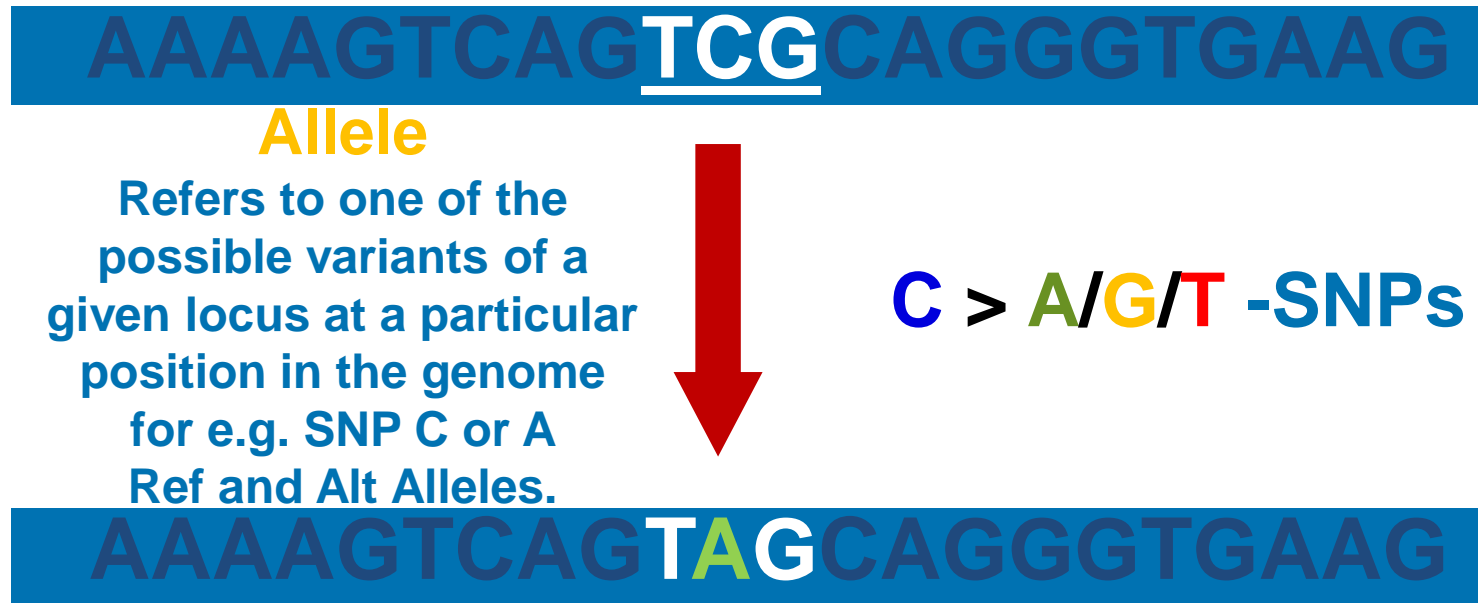 AAAAGTCAGTCGCAGGGTGAAG
Allele
Refers to one of the
possible variants of a
given locus at a particular
position in the genome
for e.g. SNP C or A
Ref and Alt Alleles.
C > A/G/T -SNPs
AAAAGTCAGTAGCAGGGTGAAG